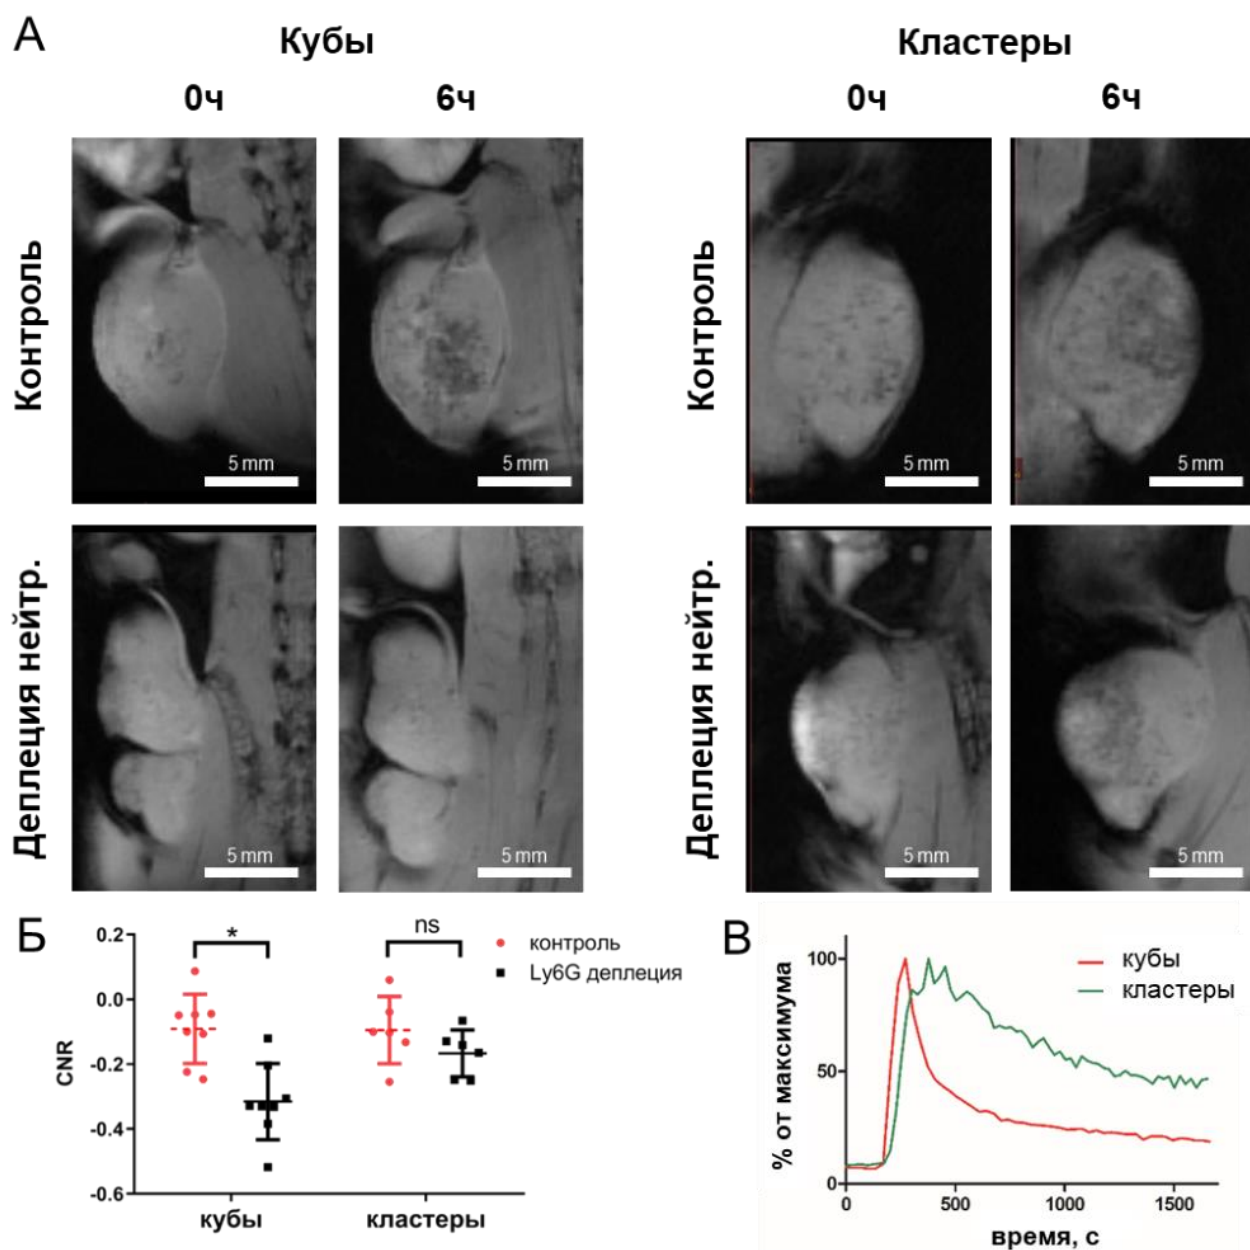 А
Кубы
Кластеры
0ч
6ч
0ч
6ч
Контроль
5 mm
5 mm
Контроль
5 mm
5 mm
Деплеция нейтр.
5 mm
5 mm
Деплеция нейтр.
5 mm
5 mm
Б
0.2
0.0
-0.2
-0.4
-0.6
CNR
*
ns
контроль
Ly6G деплеция
кубы
кластеры
В
100
50
0
% от максимума
кубы
кластеры
0
500
1000
1500
время, с